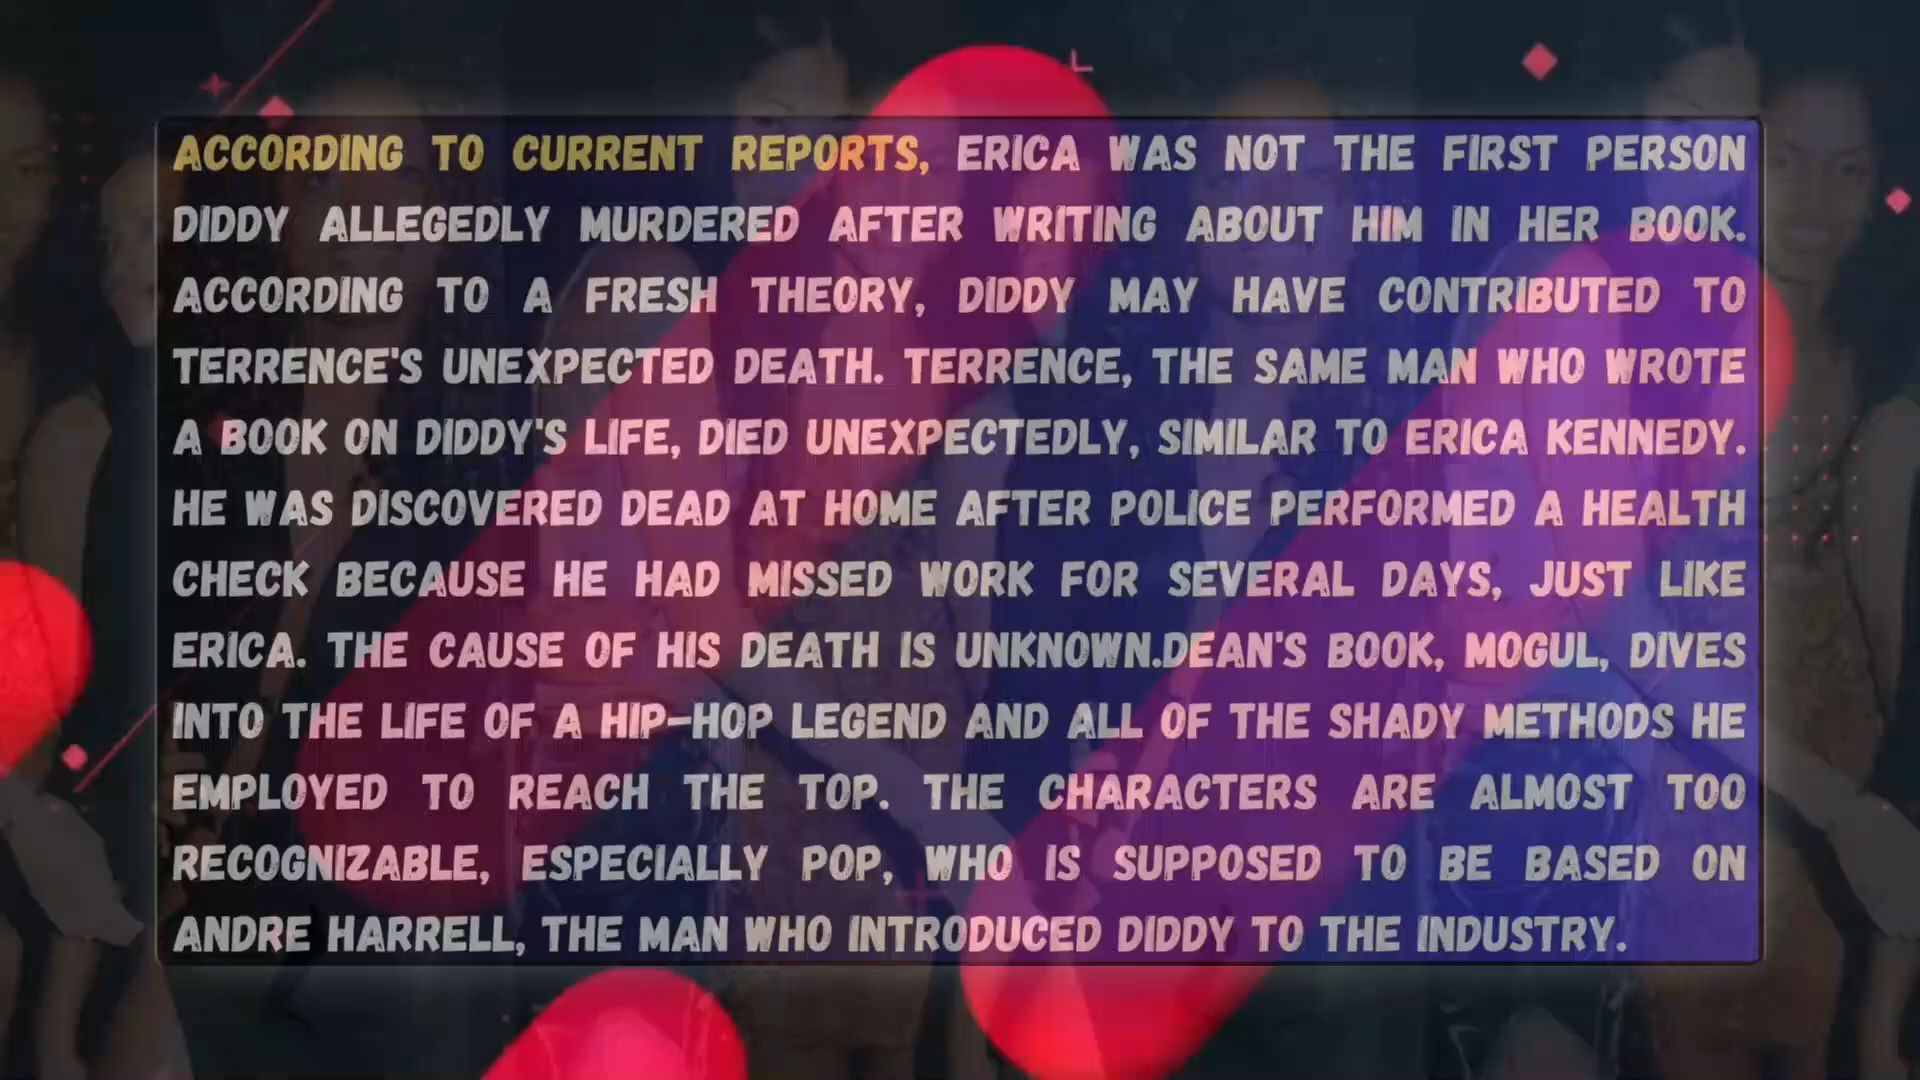 ACCORDING TO CURRENT REPORTS, ERICA WAS NOT THE FIRST PERSON
DIDDY ALLEGEDLY MURDERED AFTER WRITING ABOUT HIM IN HER BOOK.
ACCORDING TO A FRESH THEORY, DIDDY MAY HAVE CONTRIBUTED TO
TERRENCE'S UNEXPECTED DEATH. TERRENCE, THE SAME MAN WHO WROTE
A BOOK ON DIDDY'S LIFE, DIED UNEXPECTEDLY, SIMILAR TO ERICA KENNEDY.
HE WAS DISCOVERED DEAD AT HOME AFTER POLICE PERFORMED A HEALTH
CHECK BECAUSE HE HAD MISSED WORK FOR SEVERAL DAYS, JUST LIKE
ERICA. THE CAUSE OF HIS DEATH IS UNKNOWN.DEAN'S BOOK, MOGUL, DIVES
INTO THE LIFE OF A HIP-HOP LEGEND AND ALL OF THE SHADY METHODS HE
EMPLOYED TO REACH THE TOP. THE CHARACTERS ARE ALMOST TOO
RECOGNIZABLE, ESPECIALLY POP, WHO IS SUPPOSED TO BE BASED ON
ANDRE HARRELL, THE MAN WHO INTRODUCED DIDDY TO THE INDUSTRY.